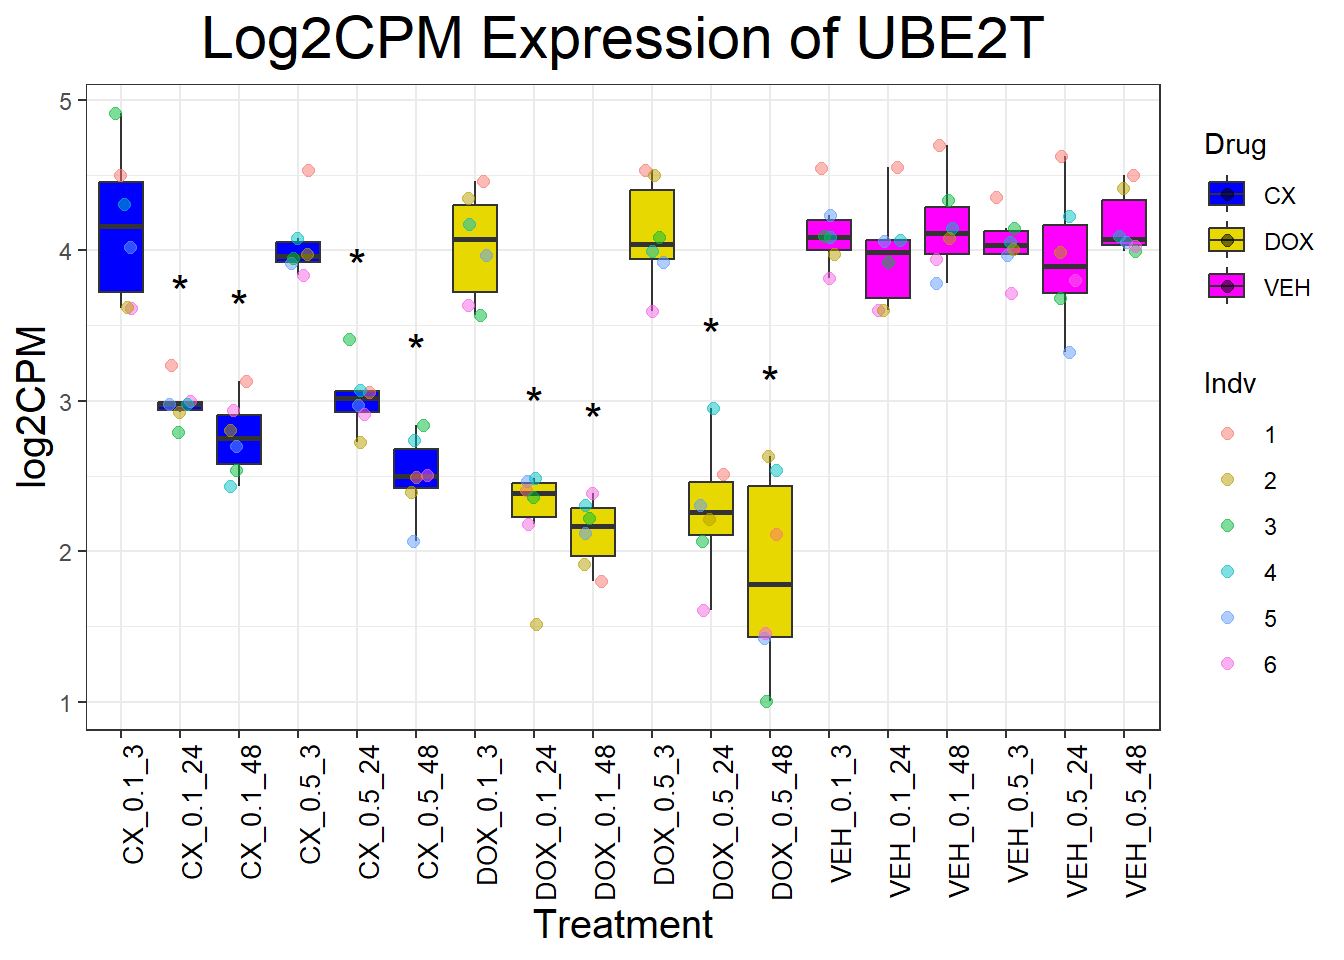 Log2CPM Expression of UBE2T
log2CPM
5
4
3
2
1
*
*
*
*
*
*
*
*
CX_0.1_3
CX_0.1_24
CX_0.1_48
CX_0.5_3
CX_0.5_24
CX_0.5_48
DOX_0.1_3
DOX_0.1_24
DOX_0.1_48
DOX_0.5_3
DOX_0.5_24
DOX_0.5_48
VEH_0.1_3
VEH_0.1_24
VEH_0.1_48
VEH_0.5_3
VEH_0.5_24
VEH_0.5_48
Treatment
Drug
CX
DOX
VEH
Indv
1
2
3
4
5
6